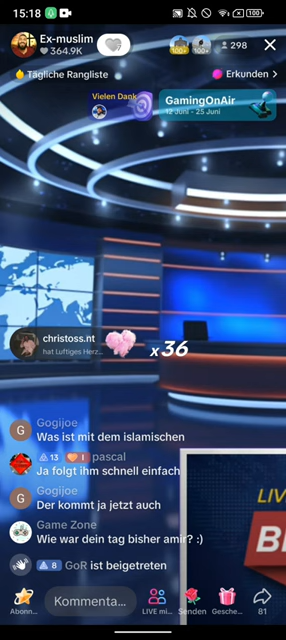 15:18
100
Ex-muslim
364.9K
100+
100+
298
Tägliche Rangliste
Erkunden >
Vielen Dank
GamingOnAir
12 Juni - 25 Juni
christoss.nt
hat Luftiges Herz...
x36
G
Gogijoe
Was ist mit dem islamischen
13
I
pascal
Ja folgt ihm schnell einfach
G
Gogijoe
Der kommt ja jetzt auch
Game Zone
Wie war dein tag bisher amir? :)
8
GoR ist beigetreten
LIV
B
Abonn...
Kommenta...
LIVE mi...
Senden
Gesche...
81